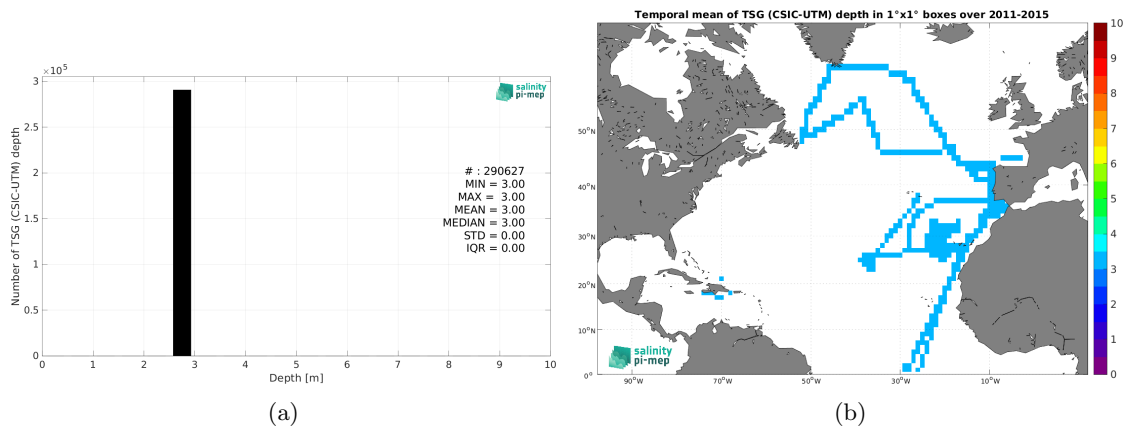 ×10⁵
3
2.5
2
1.5
1
0.5
0
0 1 2 3 4 5 6 7 8 9 10
Number of TSG (CSIC-UTM) depth
Depth [m]
salinity
pi-mep
# : 290627
MIN = 3.00
MAX = 3.00
MEAN = 3.00
MEDIAN = 3.00
STD = 0.00
IQR = 0.00
(a)
Temporal mean of TSG (CSIC-UTM) depth in 1°x1° boxes over 2011-2015
50°N
40°N
30°N
20°N
10°N
0°
90°W 70°W 50°W 30°W 10°W
salinity
pi-mep
10
9
8
7
6
5
4
3
2
1
0
(b)